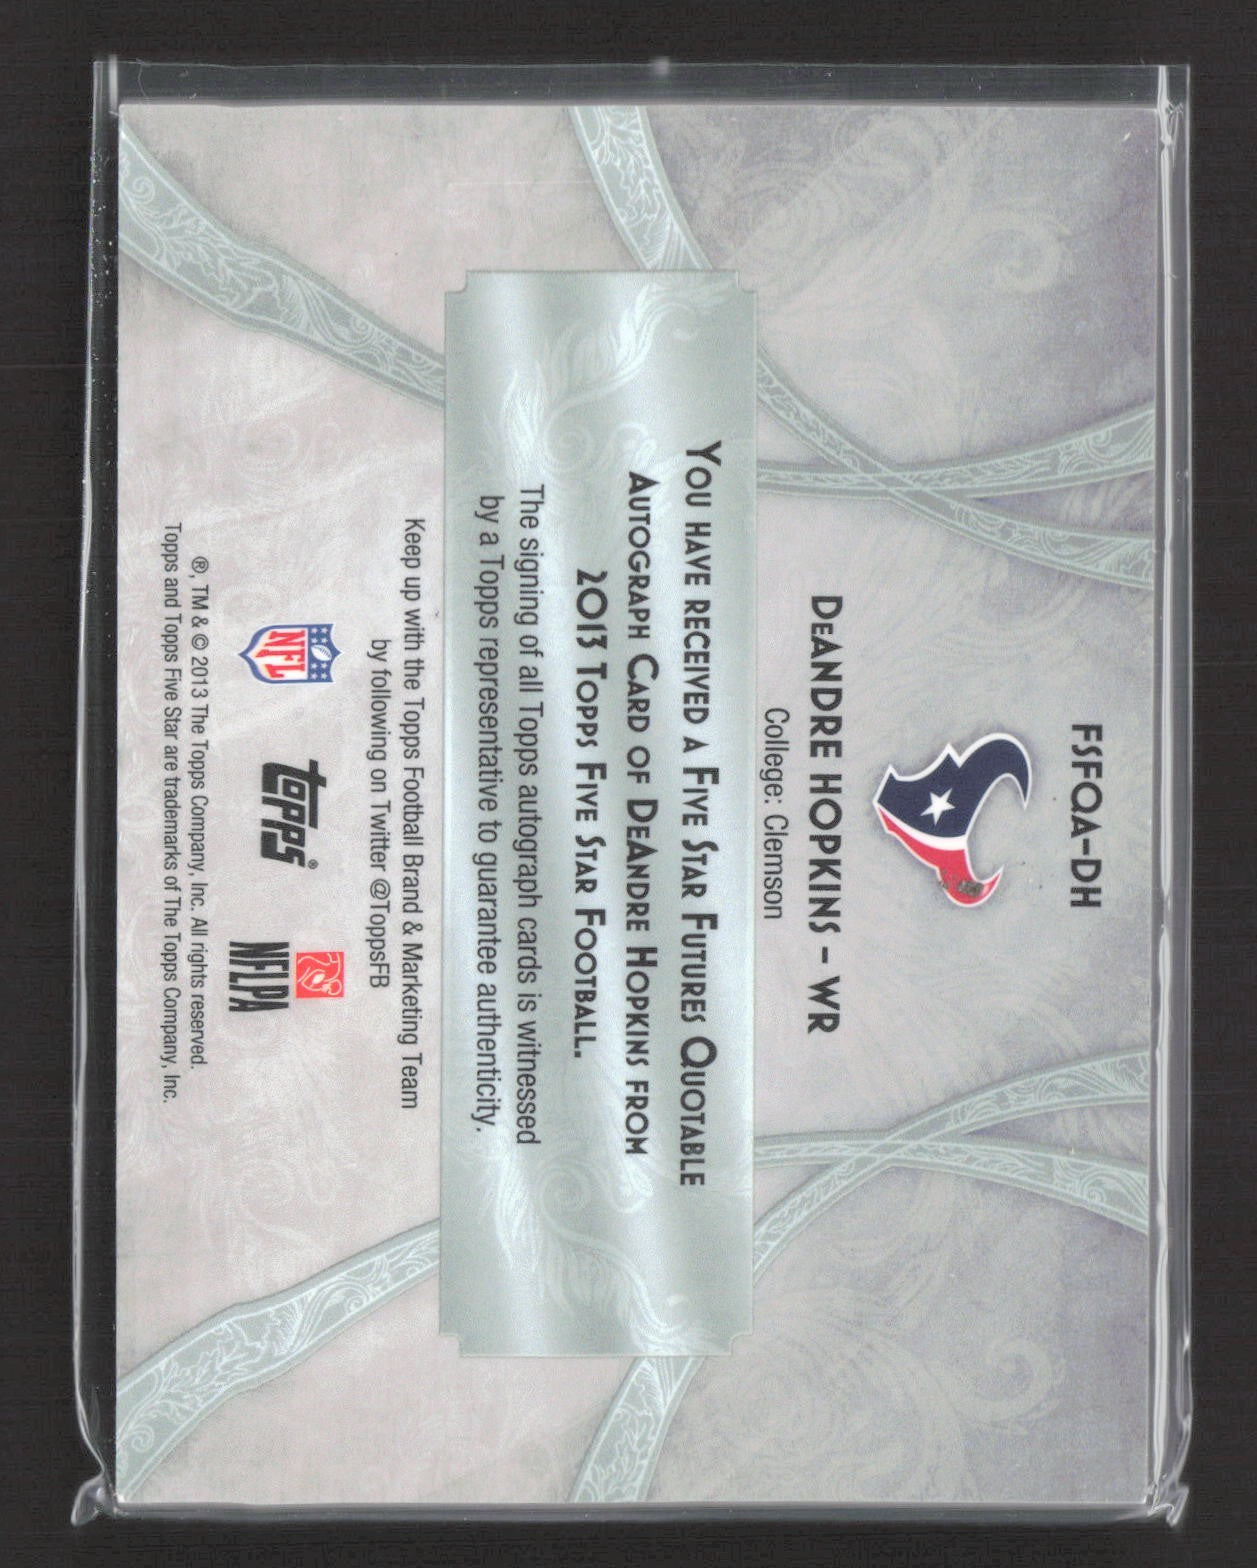 FSFQA-DH
DEANDRE HOPKINS – WR
College: Clemson
YOU HAVE RECEIVED A FIVE STAR FUTURES QUOTABLE
AUTOGRAPH CARD OF DEANDRE HOPKINS FROM
2013 TOPPS FIVE STAR FOOTBALL.
The signing of all Topps autograph cards is witnessed
by a Topps representative to guarantee authenticity.
Keep up with the Topps Football Brand & Marketing Team
by following on Twitter @ToppsFB
NFL Topps® NFLPA
®, TM & © 2013 The Topps Company, Inc. All rights reserved.
Topps and Topps Five Star are trademarks of The Topps Company, Inc.